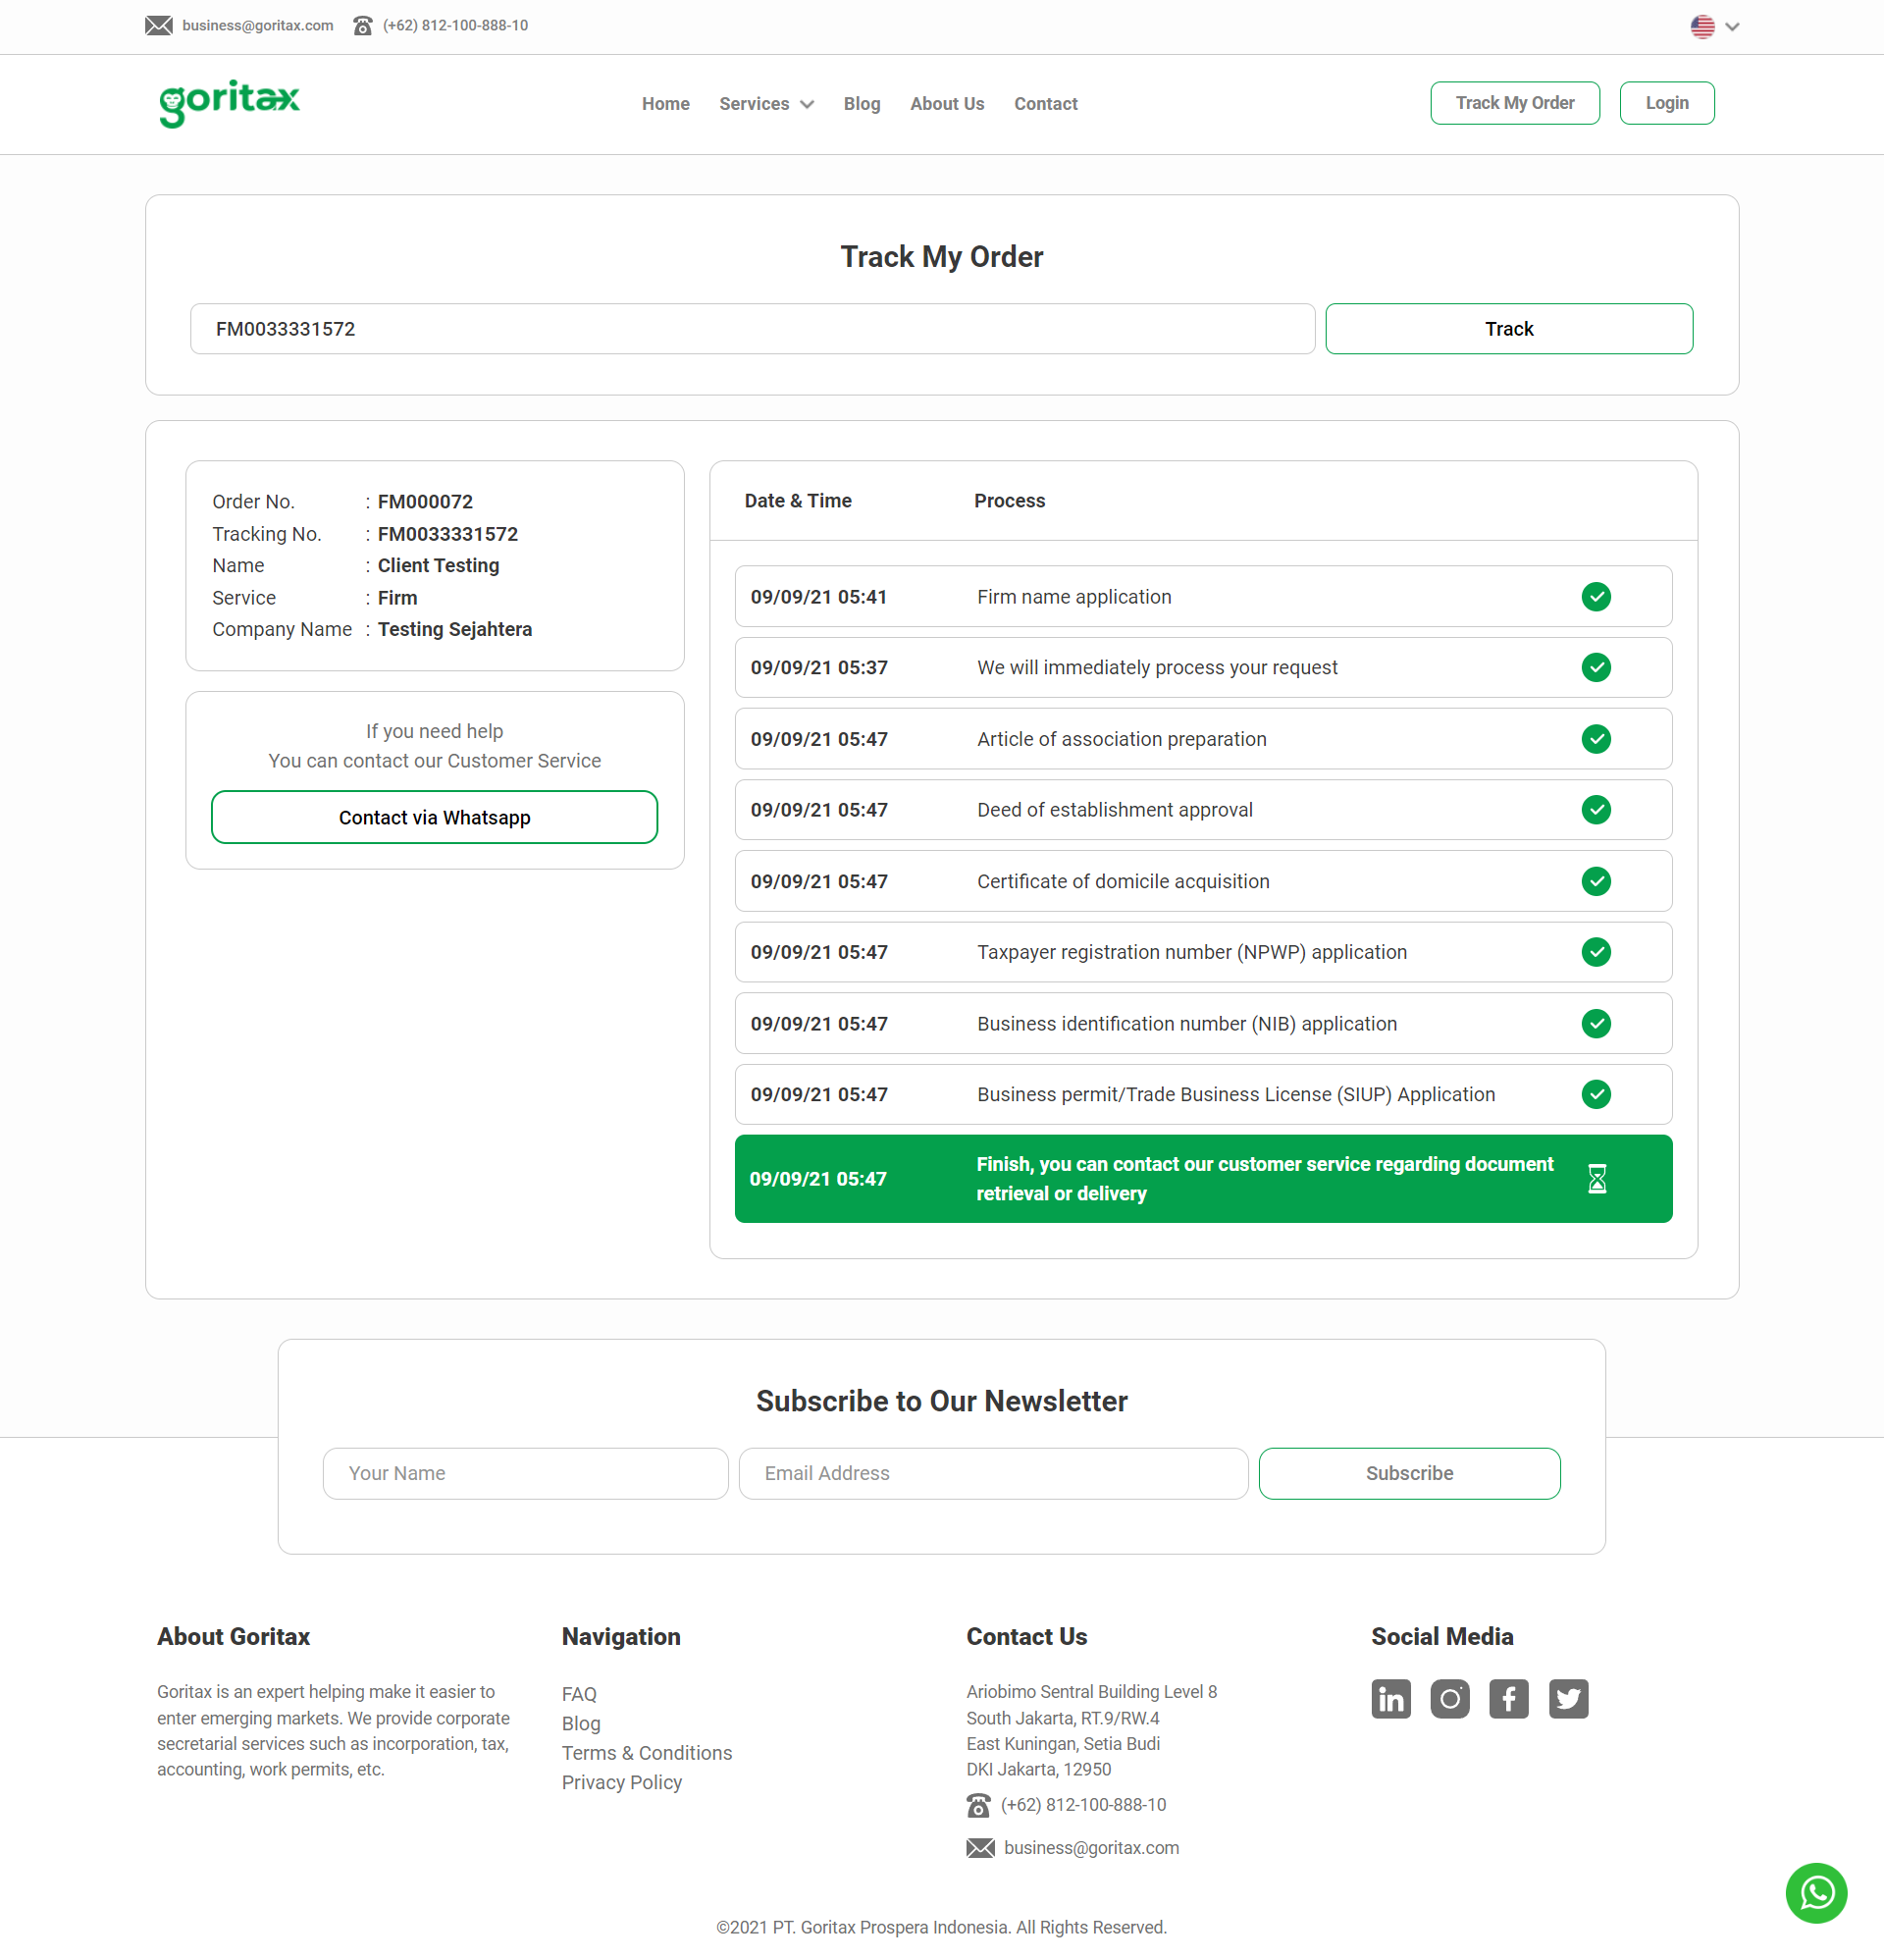 business@goritax.com (+62) 812-100-888-10
goritax
Home Services Blog About Us Contact
Track My Order Login
Track My Order
FM0033331572 Track
Order No. : FM000072
Tracking No. : FM0033331572
Name : Client Testing
Service : Firm
Company Name : Testing Sejahtera
If you need help
You can contact our Customer Service
Contact via Whatsapp
Date & Time Process
09/09/21 05:41 Firm name application
09/09/21 05:37 We will immediately process your request
09/09/21 05:47 Article of association preparation
09/09/21 05:47 Deed of establishment approval
09/09/21 05:47 Certificate of domicile acquisition
09/09/21 05:47 Taxpayer registration number (NPWP) application
09/09/21 05:47 Business identification number (NIB) application
09/09/21 05:47 Business permit/Trade Business License (SIUP) Application
09/09/21 05:47 Finish, you can contact our customer service regarding document
retrieval or delivery
Subscribe to Our Newsletter
Your Name Email Address Subscribe
About Goritax
Goritax is an expert helping make it easier to
enter emerging markets. We provide corporate
secretarial services such as incorporation, tax,
accounting, work permits, etc.
Navigation
FAQ
Blog
Terms & Conditions
Privacy Policy
Contact Us
Ariobimo Sentral Building Level 8
South Jakarta, RT.9/RW.4
East Kuningan, Setia Budi
DKI Jakarta, 12950
(+62) 812-100-888-10
business@goritax.com
Social Media
©2021 PT. Goritax Prospera Indonesia. All Rights Reserved.